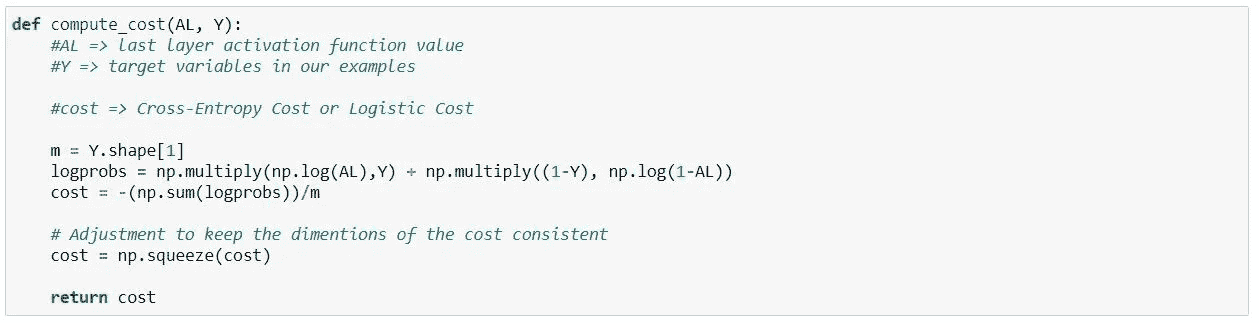 def compute_cost(AL, Y):
    #AL => last layer activation function value
    #Y => target variables in our examples
    #cost => Cross-Entropy Cost or Logistic Cost
    m = Y.shape[1]
    logprobs = np.multiply(np.log(AL),Y) + np.multiply((1-Y), np.log(1-AL))
    cost = -(np.sum(logprobs))/m
    # Adjustment to keep the dimentions of the cost consistent
    cost = np.squeeze(cost)
    return cost